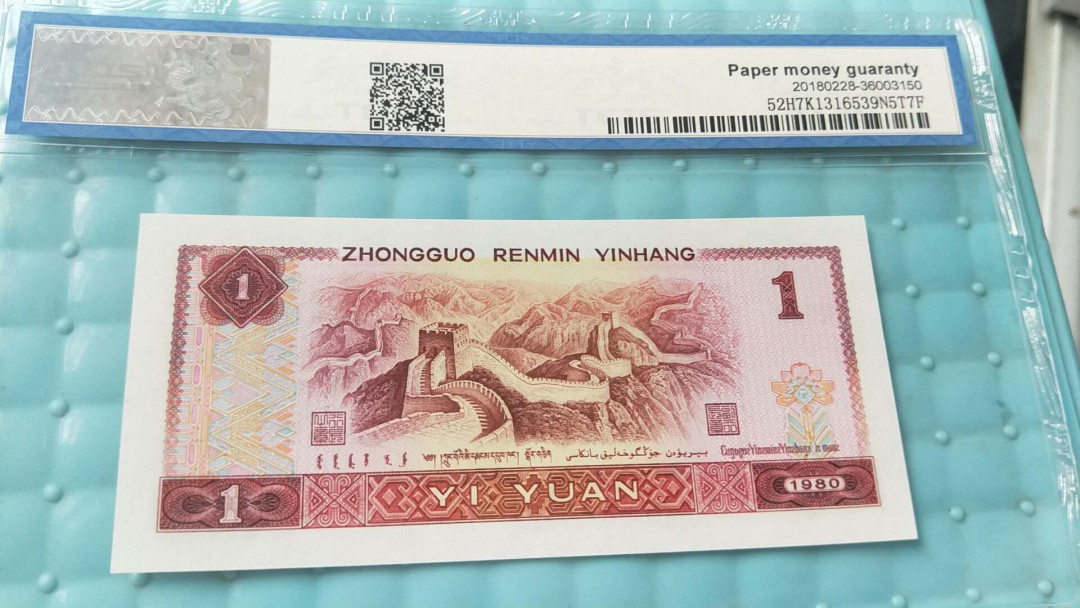 Paper money guaranty
20180228-36003150
52H7K1316539N5T7F
ZHONGGUO RENMIN YINHANG
1
1
1
YI YUAN
1980